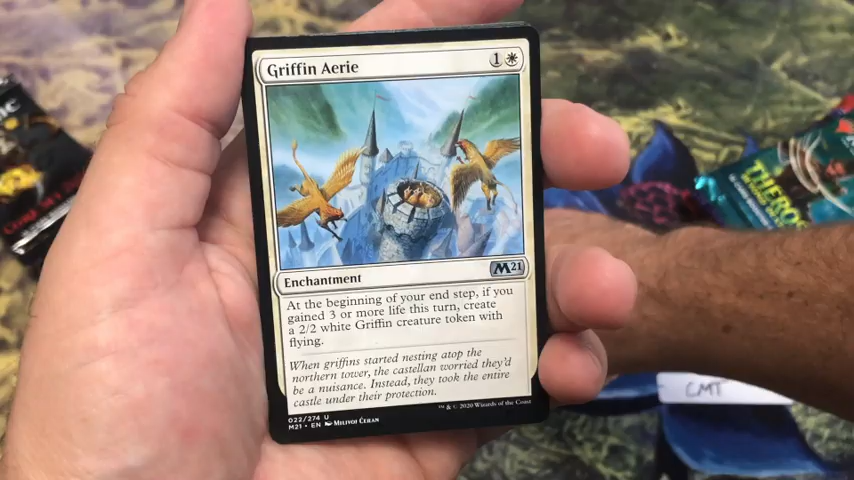 Griffin Aerie
1
Enchantment
M21
At the beginning of your end step, if you
gained 3 or more life this turn, create
a 2/2 white Griffin creature token with
flying.
When griffins started nesting atop the
northern tower, the castellan worried they'd
be a nuisance. Instead, they took the entire
castle under their protection.
022/274 U
M21 • EN Milivoj Ćeran
™ & © 2020 Wizards of the Coast
THEROS
CMT